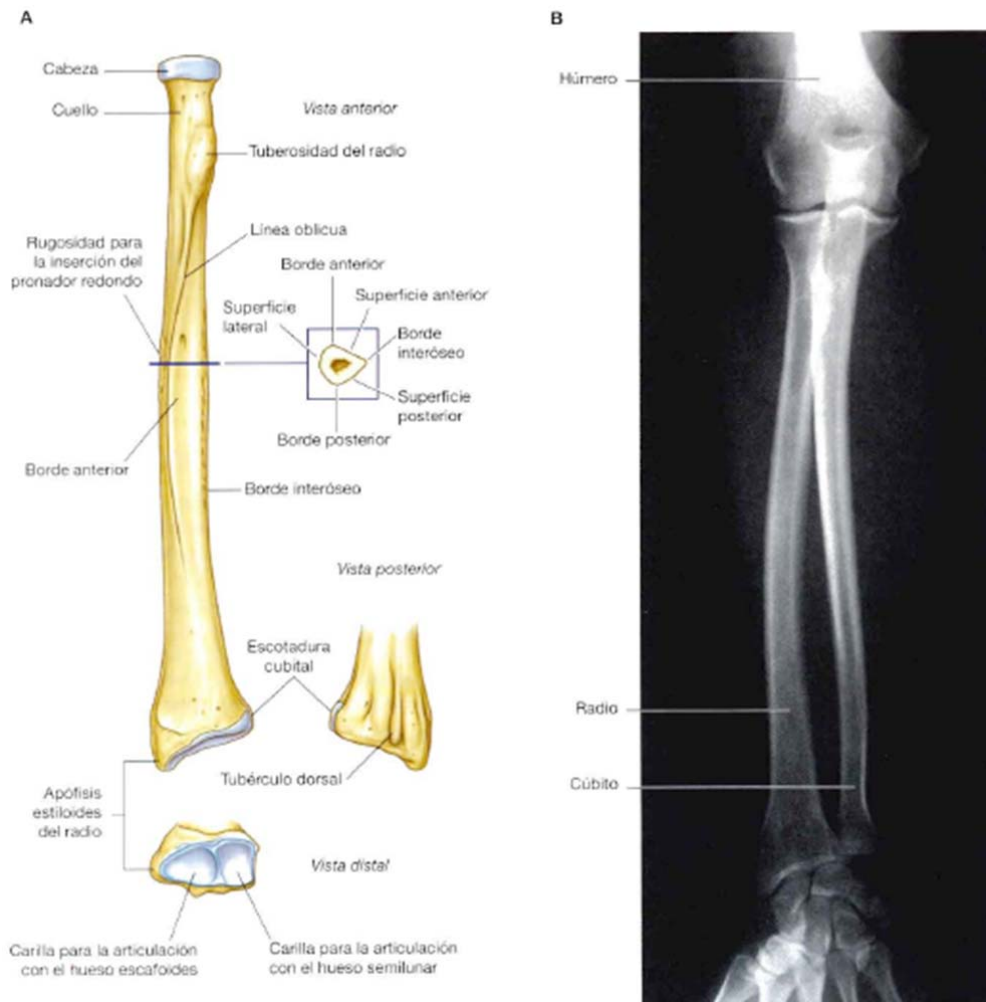 A
Cabeza
Cuello
Vista anterior
Tuberosidad del radio
Línea oblicua
Rugosidad para
la inserción del
pronador redondo
Borde anterior
Superficie anterior
Superficie
lateral
Borde
interóseo
Superficie
posterior
Borde posterior
Borde anterior
Borde interóseo
Vista posterior
Escotadura
cubital
Tubérculo dorsal
Apófisis
estiloides
del radio
Vista distal
Carilla para la articulación
con el hueso escafoides
Carilla para la articulación
con el hueso semilunar
B
Húmero
Radio
Cúbito